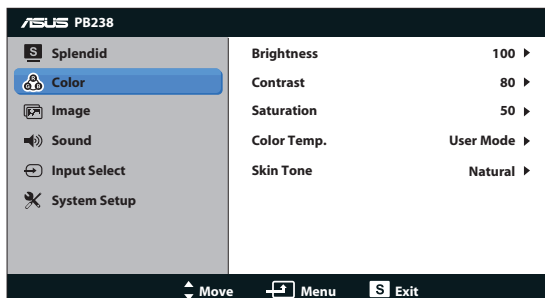 ASUS PB238
S Splendid
Color
Image
Sound
Input Select
System Setup
Brightness 100
Contrast 80
Saturation 50
Color Temp. User Mode
Skin Tone Natural
Move Menu S Exit